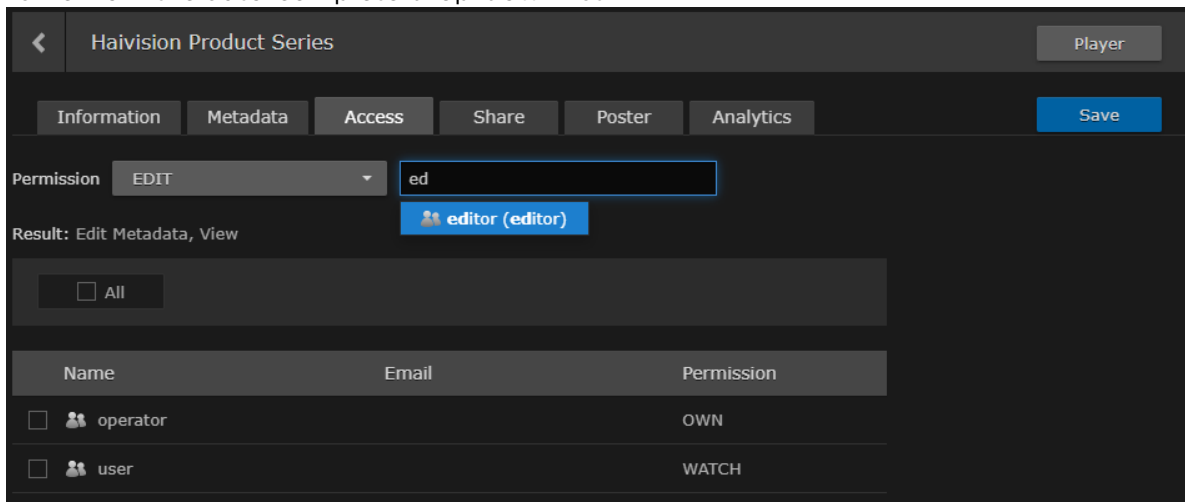 Haivision Product Series Player
Information Metadata Access Share Poster Analytics Save
Permission EDIT ed
editor (editor)
Result: Edit Metadata, View
All
Name Email Permission
operator OWN
user WATCH